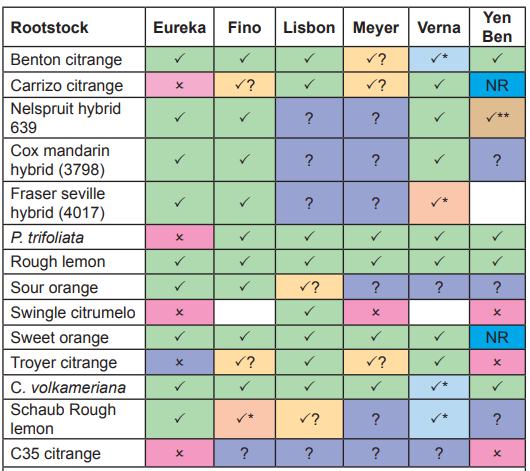 Rootstock Eureka Fino Lisbon Meyer Verna Yen
Ben
Benton citrange ✓ ✓ ✓ ✓? ✓* ✓
Carrizo citrange × ✓? ✓ ✓? ✓ NR
Nelspruit hybrid
639 ✓ ✓ ? ? ✓ ✓**
Cox mandarin
hybrid (3798) ✓ ✓ ? ? ✓ ?
Fraser seville
hybrid (4017) ✓ ✓ ? ? ✓*
P. trifoliata × ✓ ✓ ✓ ✓ ✓
Rough lemon ✓ ✓ ✓ ✓ ✓ ✓
Sour orange ✓ ✓ ✓? ? ? ?
Swingle citrumelo × ✓ × ×
Sweet orange ✓ ✓ ✓ ✓ ✓ NR
Troyer citrange × ✓? ✓ ✓? ✓ ×
C. volkameriana ✓ ✓ ✓ ✓ ✓* ✓
Schaub Rough
lemon ✓ ✓* ✓? ? ✓* ?
C35 citrange × ? ? ? ? ×